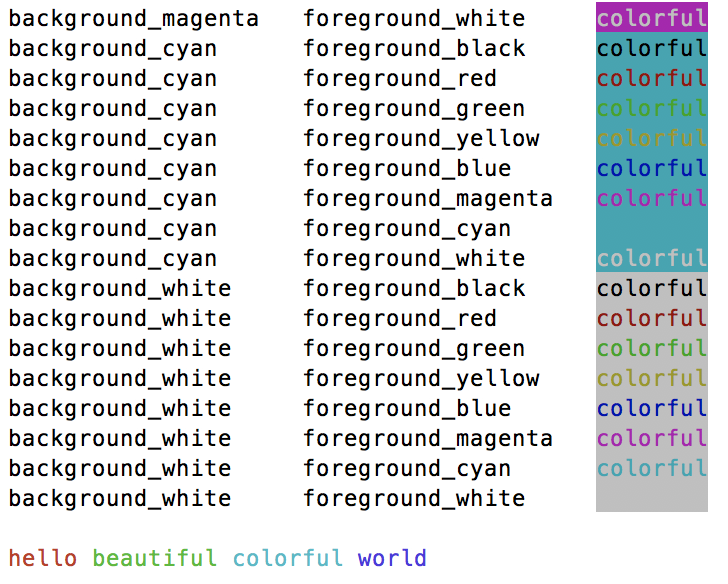 background_magenta foreground_white colorful
background_cyan foreground_black colorful
background_cyan foreground_red colorful
background_cyan foreground_green colorful
background_cyan foreground_yellow colorful
background_cyan foreground_blue colorful
background_cyan foreground_magenta colorful
background_cyan foreground_cyan
background_cyan foreground_white colorful
background_white foreground_black colorful
background_white foreground_red colorful
background_white foreground_green colorful
background_white foreground_yellow colorful
background_white foreground_blue colorful
background_white foreground_magenta colorful
background_white foreground_cyan colorful
background_white foreground_white
hello beautiful colorful world